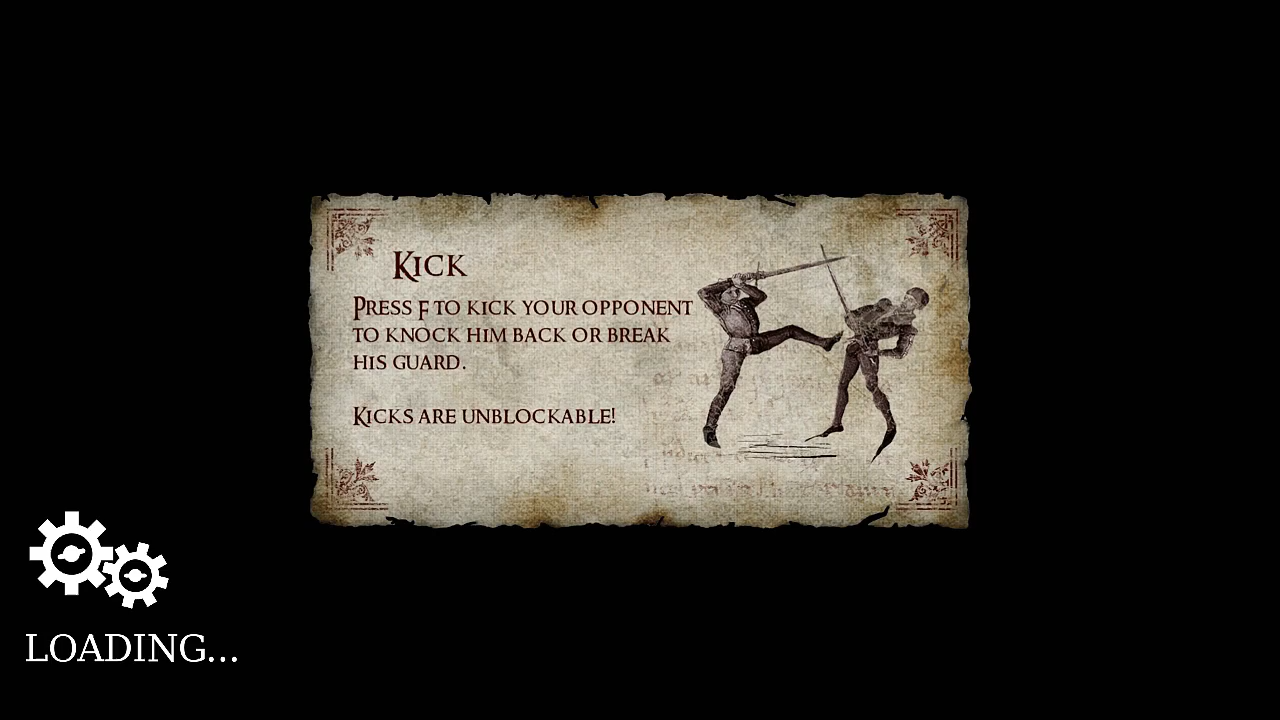 Kick
Press F to kick your opponent
to knock him back or break
his guard.
Kicks are unblockable!
LOADING...